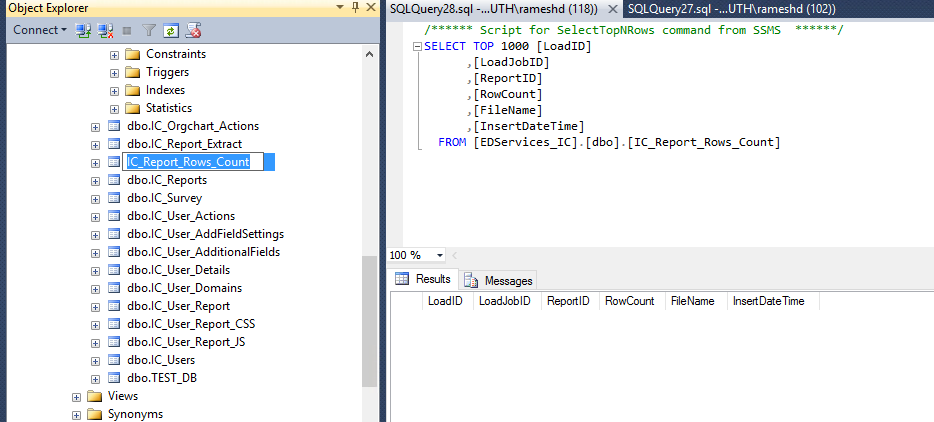 Object Explorer
Connect
Constraints
Triggers
Indexes
Statistics
dbo.IC_Orgchart_Actions
dbo.IC_Report_Extract
IC_Report_Rows_Count
dbo.IC_Reports
dbo.IC_Survey
dbo.IC_User_Actions
dbo.IC_User_AddFieldSettings
dbo.IC_User_AdditionalFields
dbo.IC_User_Details
dbo.IC_User_Domains
dbo.IC_User_Report
dbo.IC_User_Report_CSS
dbo.IC_User_Report_JS
dbo.IC_Users
dbo.TEST_DB
Views
Synonyms
SQLQuery28.sql -...UTH\rameshd (118)) SQLQuery27.sql -...UTH\rameshd (102))
/****** Script for SelectTopNRows command from SSMS ******/
SELECT TOP 1000 [LoadID]
,[LoadJobID]
,[ReportID]
,[RowCount]
,[FileName]
,[InsertDateTime]
FROM [EDServices_IC].[dbo].[IC_Report_Rows_Count]
100 %
Results Messages
LoadID LoadJobID ReportID RowCount FileName InsertDateTime